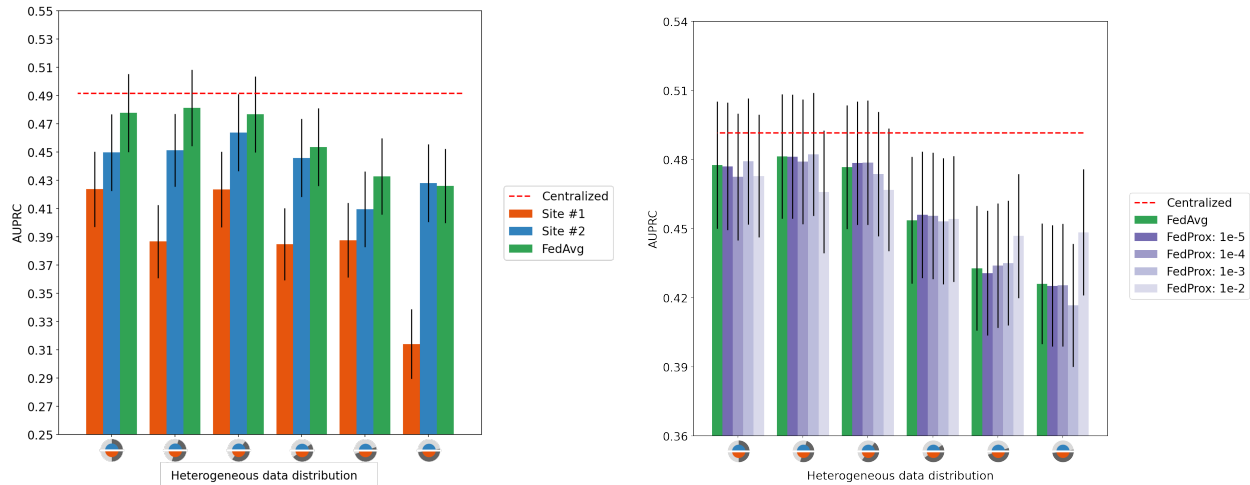 0.55
0.53
0.51
0.49
0.47
0.45
0.43
0.41
0.39
0.37
0.35
0.33
0.31
0.29
0.27
0.25
AUPRC
Heterogeneous data distribution
Centralized
Site #1
Site #2
FedAvg
0.54
0.51
0.48
0.45
0.42
0.39
0.36
AUPRC
Heterogeneous data distribution
Centralized
FedAvg
FedProx: 1e-5
FedProx: 1e-4
FedProx: 1e-3
FedProx: 1e-2